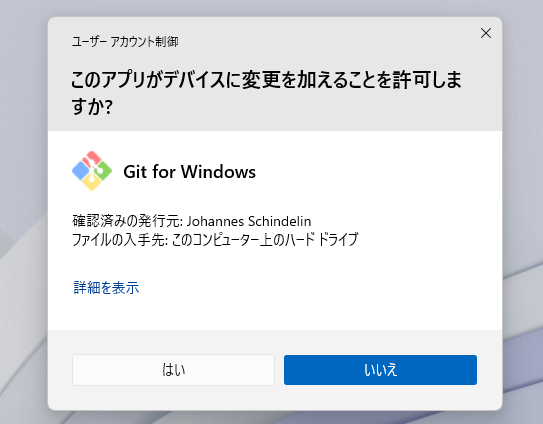 ユーザー アカウント制御
このアプリがデバイスに変更を加えることを許可しま
すか?
Git for Windows
確認済みの発行元: Johannes Schindelin
ファイルの入手先: このコンピューター上のハード ドライブ
詳細を表示
はい
いいえ